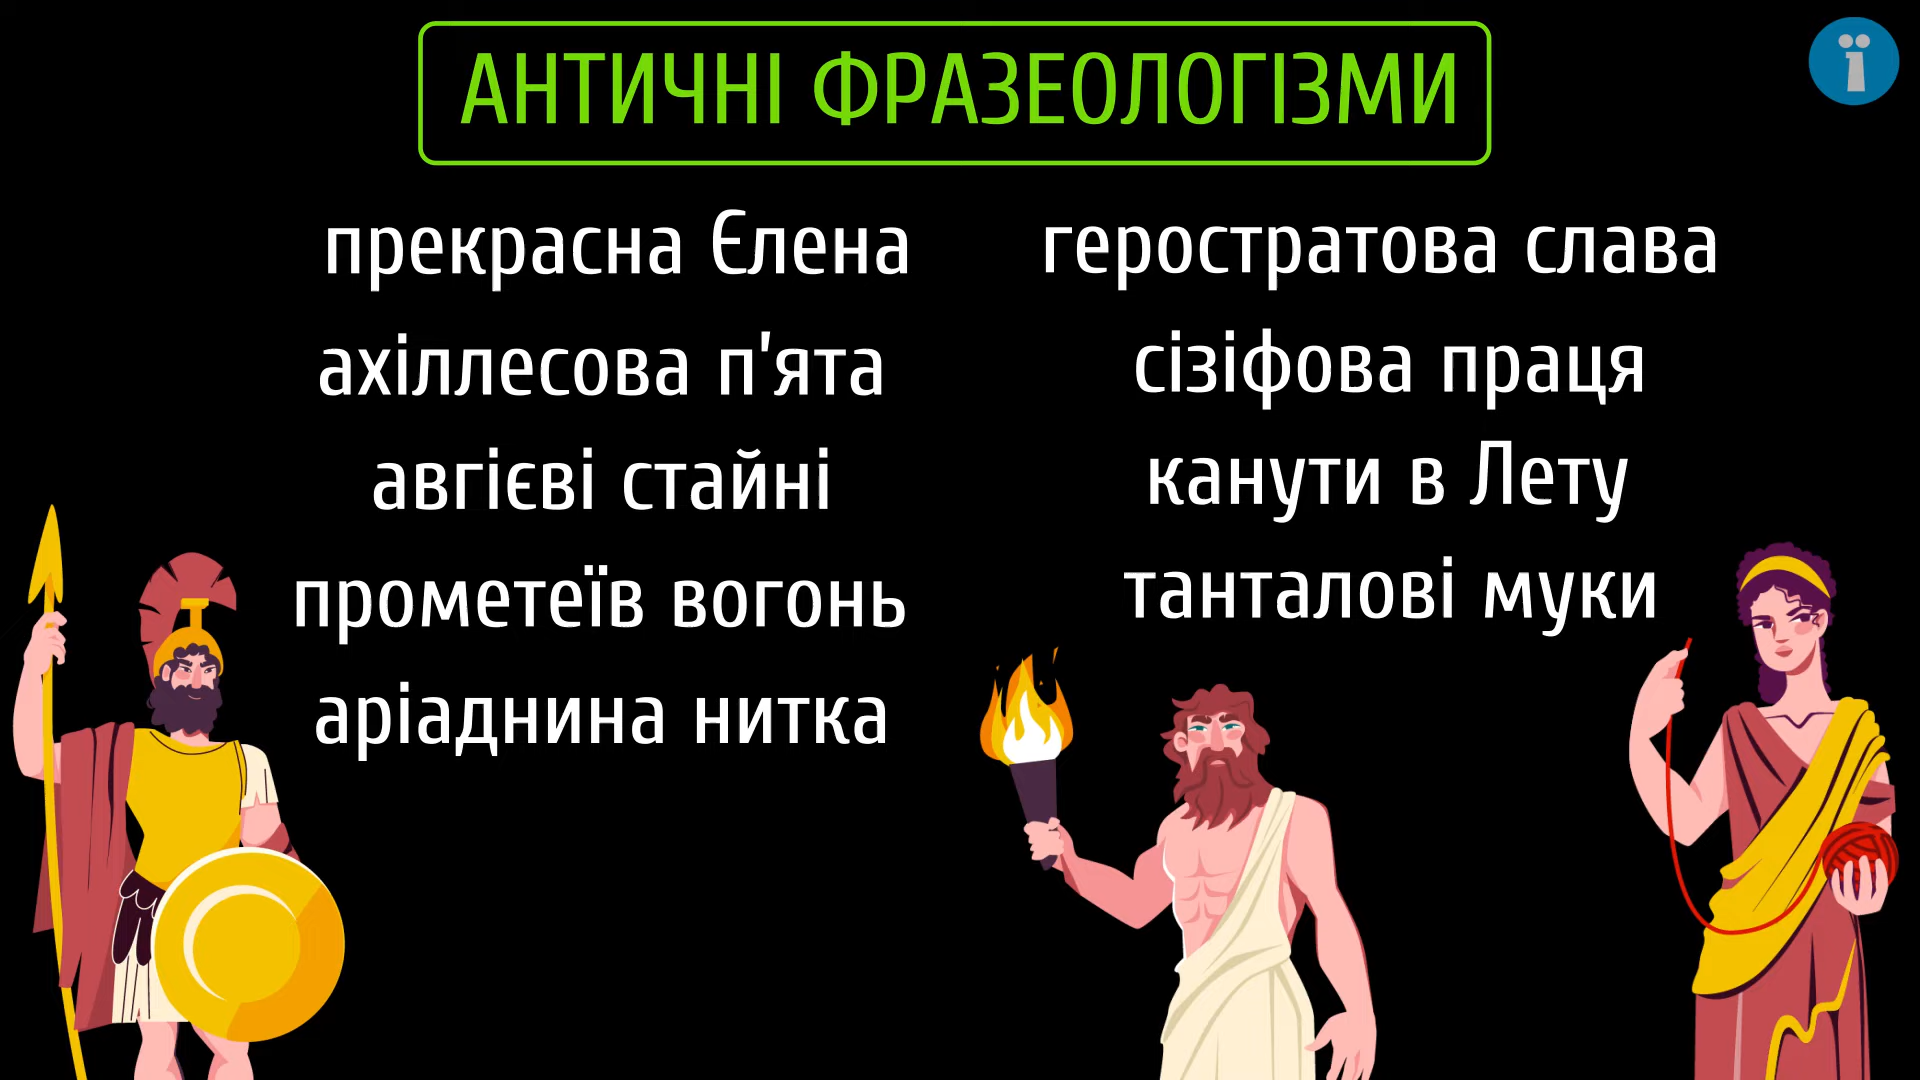 АНТИЧНІ ФРАЗЕОЛОГІЗМИ
ї
прекрасна Єлена
ахіллесова п'ята
авгієві стайні
прометеїв вогонь
аріаднина нитка
геростратова слава
сізіфова праця
канути в Лету
танталові муки